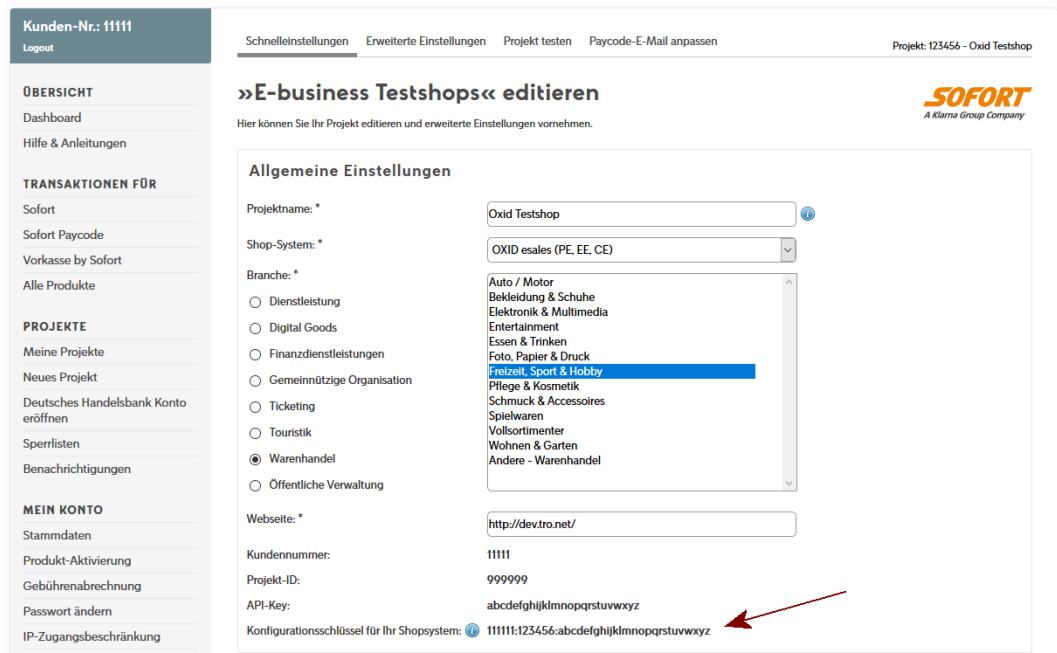 Kunden-Nr.: 11111
Logout
ÜBERSICHT
Dashboard
Hilfe & Anleitungen
TRANSAKTIONEN FÜR
Sofort
Sofort Paycode
Vorkasse by Sofort
Alle Produkte
PROJEKTE
Meine Projekte
Neues Projekt
Deutsches Handelsbank Konto
eröffnen
Sperrlisten
Benachrichtigungen
MEIN KONTO
Stammdaten
Produkt-Aktivierung
Gebührenabrechnung
Passwort ändern
IP-Zugangsbeschränkung
Schnelleinstellungen Erweiterte Einstellungen Projekt testen Paycode-E-Mail anpassen
Projekt: 123456 - Oxid Testshop
»E-business Testshops« editieren
Hier können Sie Ihr Projekt editieren und erweiterte Einstellungen vornehmen.
SOFORT
A Klarna Group Company
Allgemeine Einstellungen
Projektname: * Oxid Testshop
Shop-System: * OXID esales (PE, EE, CE)
Branche: *
Dienstleistung
Digital Goods
Finanzdienstleistungen
Gemeinnützige Organisation
Ticketing
Touristik
Warenhandel
Öffentliche Verwaltung
Auto / Motor
Bekleidung & Schuhe
Elektronik & Multimedia
Entertainment
Essen & Trinken
Foto, Papier & Druck
Freizeit, Sport & Hobby
Pflege & Kosmetik
Schmuck & Accessoires
Spielwaren
Vollsortimenter
Wohnen & Garten
Andere - Warenhandel
Webseite: * http://dev.tro.net/
Kundennummer: 11111
Projekt-ID: 999999
API-Key: abcdefghijklmnopqrstuvwxyz
Konfigurationsschlüssel für Ihr Shopsystem: 111111:123456:abcdefghijklmnopqrstuvwxyz